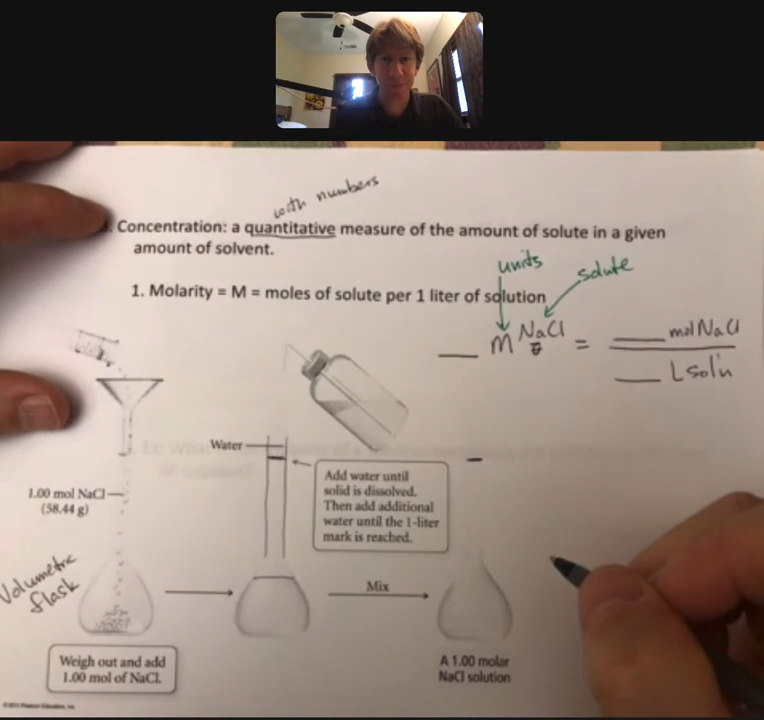 with numbers
Concentration: a quantitative measure of the amount of solute in a given
amount of solvent.
units
solute
1. Molarity = M = moles of solute per 1 liter of solution
M NaCl = mol NaCl
L sol'n
Water
1.00 mol NaCl
(58.44 g)
Add water until
solid is dissolved.
Then add additional
water until the 1-liter
mark is reached.
Volumetric
flask
Mix
Weigh out and add
1.00 mol of NaCl.
A 1.00 molar
NaCl solution